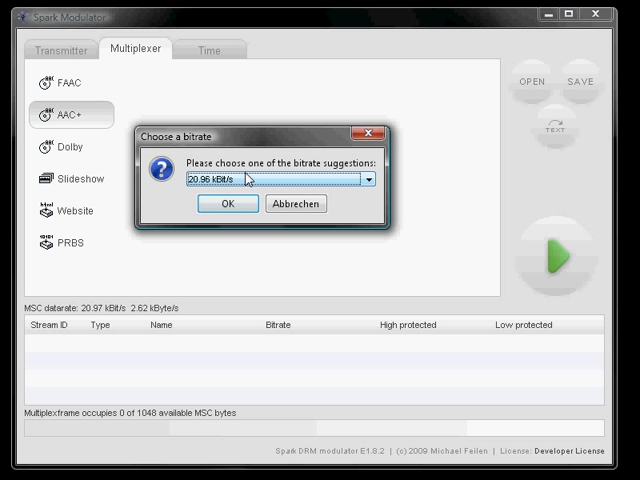 Spark Modulator
Transmitter Multiplexer Time
FAAC
AAC+
Dolby
Slideshow
Website
PRBS
OPEN SAVE
TEXT
Choose a bitrate
Please choose one of the bitrate suggestions:
20.96 kBit/s
OK Abbrechen
MSC datarate: 20.97 kBit/s 2.62 kByte/s
Stream ID Type Name Bitrate High protected Low protected
Multiplexframe occupies 0 of 1048 available MSC bytes
Spark DRM modulator E1.8.2 | (c) 2009 Michael Feilen | License: Developer License